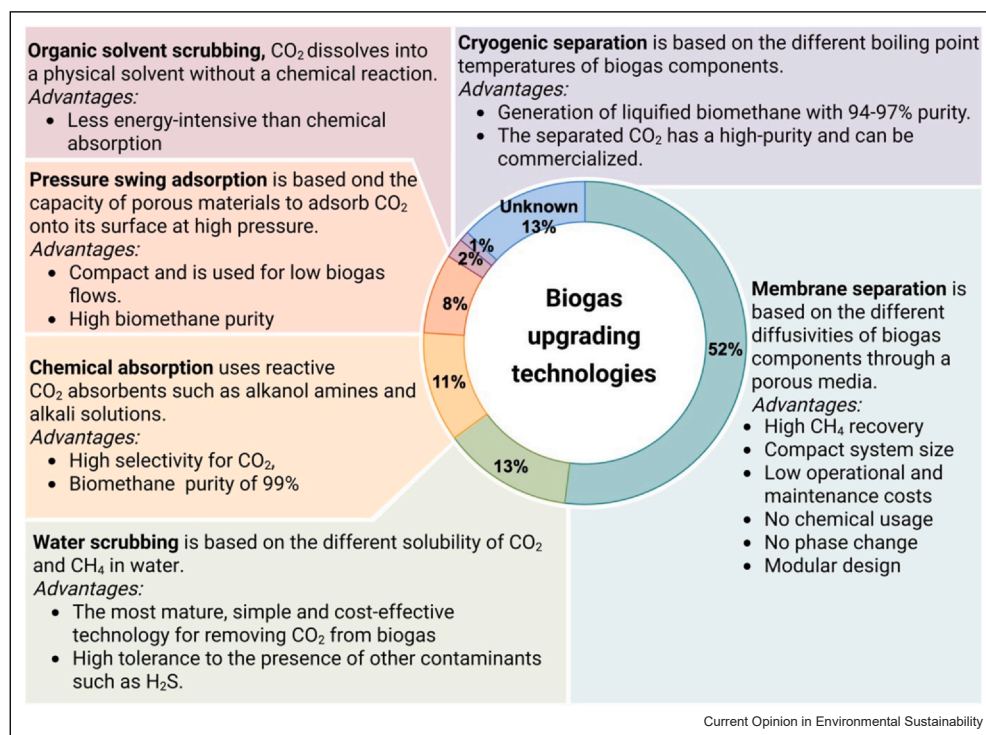 Organic solvent scrubbing, CO₂ dissolves into
a physical solvent without a chemical reaction.
Advantages:
• Less energy-intensive than chemical
absorption
Cryogenic separation is based on the different boiling point
temperatures of biogas components.
Advantages:
• Generation of liquified biomethane with 94-97% purity.
• The separated CO₂ has a high-purity and can be
commercialized.
Pressure swing adsorption is based ond the
capacity of porous materials to adsorb CO₂
onto its surface at high pressure.
Advantages:
• Compact and is used for low biogas
flows.
• High biomethane purity
Chemical absorption uses reactive
CO₂ absorbents such as alkanol amines and
alkali solutions.
Advantages:
• High selectivity for CO₂,
• Biomethane purity of 99%
Water scrubbing is based on the different solubility of CO₂
and CH₄ in water.
Advantages:
• The most mature, simple and cost-effective
technology for removing CO₂ from biogas
• High tolerance to the presence of other contaminants
such as H₂S.
Unknown
13%
1%
2%
8%
11%
13%
52%
Biogas
upgrading
technologies
Membrane separation is
based on the different
diffusivities of biogas
components through a
porous media.
Advantages:
• High CH₄ recovery
• Compact system size
• Low operational and
maintenance costs
• No chemical usage
• No phase change
• Modular design
Current Opinion in Environmental Sustainability